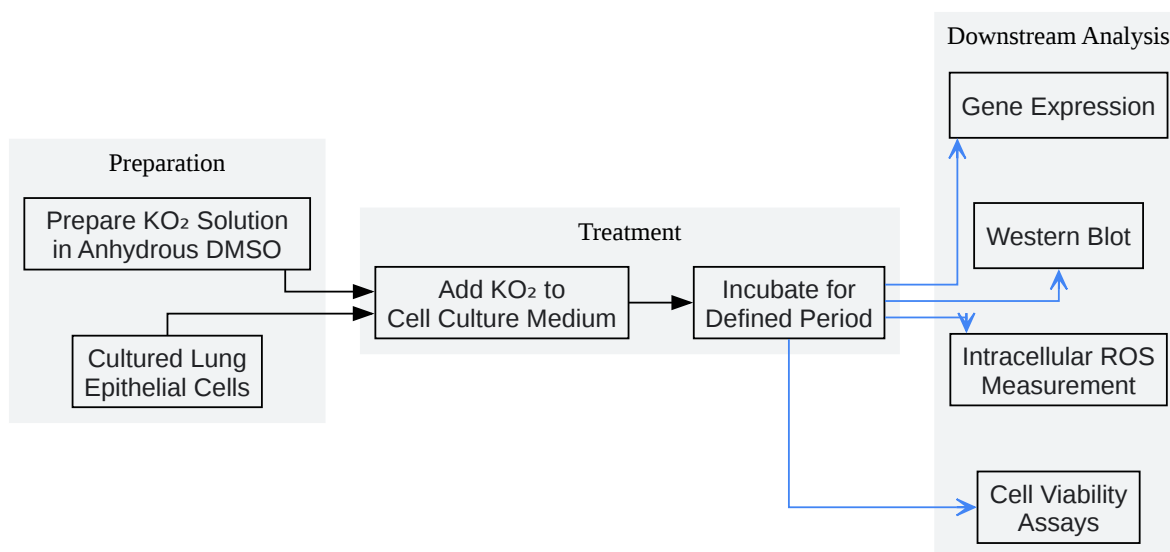 Preparation
Prepare KO₂ Solution
in Anhydrous DMSO
Cultured Lung
Epithelial Cells
Treatment
Add KO₂ to
Cell Culture Medium
Incubate for
Defined Period
Downstream Analysis
Gene Expression
Western Blot
Intracellular ROS
Measurement
Cell Viability
Assays